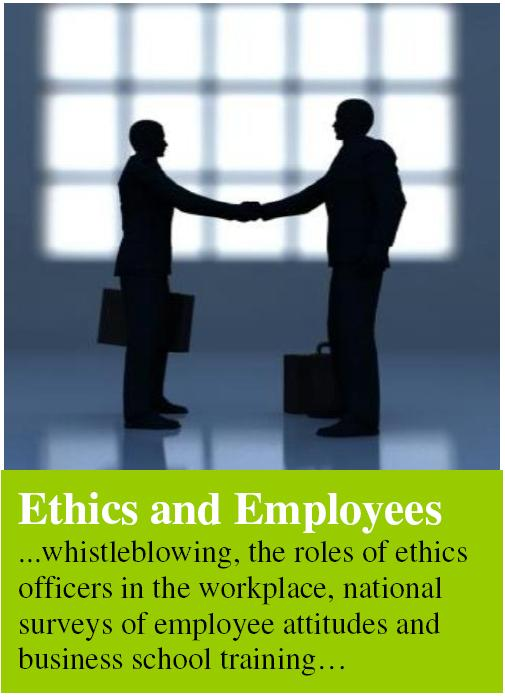 Ethics and Employees
...whistleblowing, the roles of ethics
officers in the workplace, national
surveys of employee attitudes and
business school training…